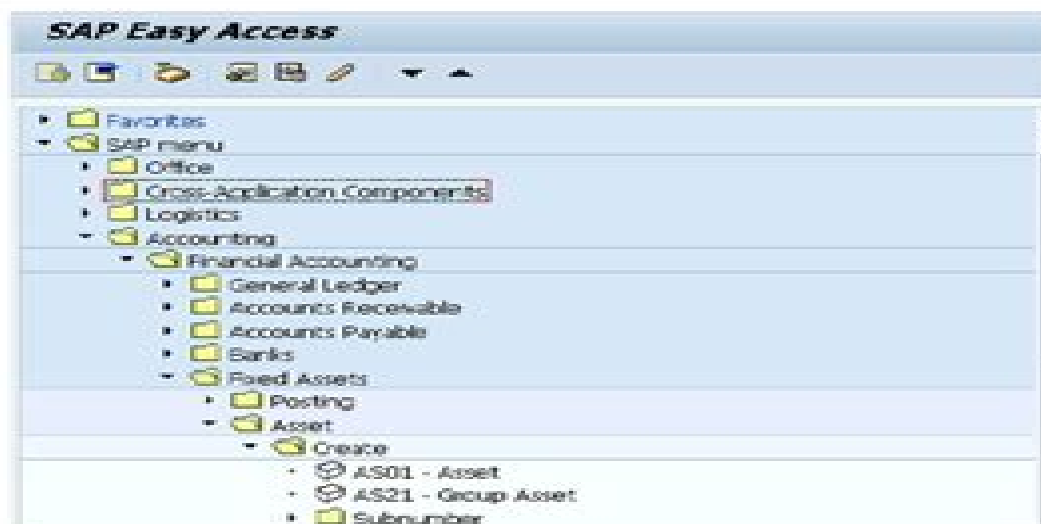 SAP Easy Access
Favorites
SAP menu
Office
Cross-Application Components
Logistics
Accounting
Financial Accounting
General Ledger
Accounts Receivable
Accounts Payable
Banks
Fixed Assets
Posting
Asset
Create
AS01 - Asset
AS21 - Group Asset
Subnumber